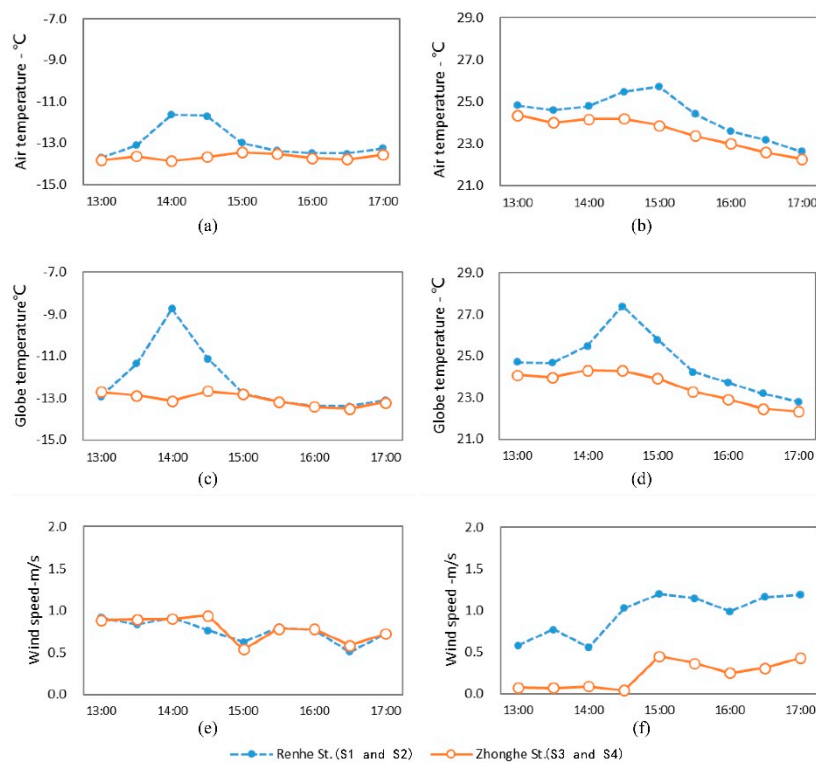 Air temperature - ℃
-7.0
-9.0
-11.0
-13.0
-15.0
13:00 14:00 15:00 16:00 17:00
(a)
Air temperature - ℃
29.0
27.0
25.0
23.0
21.0
13:00 14:00 15:00 16:00 17:00
(b)
Globe temperature℃
-7.0
-9.0
-11.0
-13.0
-15.0
13:00 14:00 15:00 16:00 17:00
(c)
Globe temperature - ℃
29.0
27.0
25.0
23.0
21.0
13:00 14:00 15:00 16:00 17:00
(d)
Wind speed-m/s
2.0
1.5
1.0
0.5
0.0
13:00 14:00 15:00 16:00 17:00
(e)
Wind speed -m/s
2.0
1.5
1.0
0.5
0.0
13:00 14:00 15:00 16:00 17:00
(f)
Renhe St.(S1 and S2) Zhonghe St.(S3 and S4)